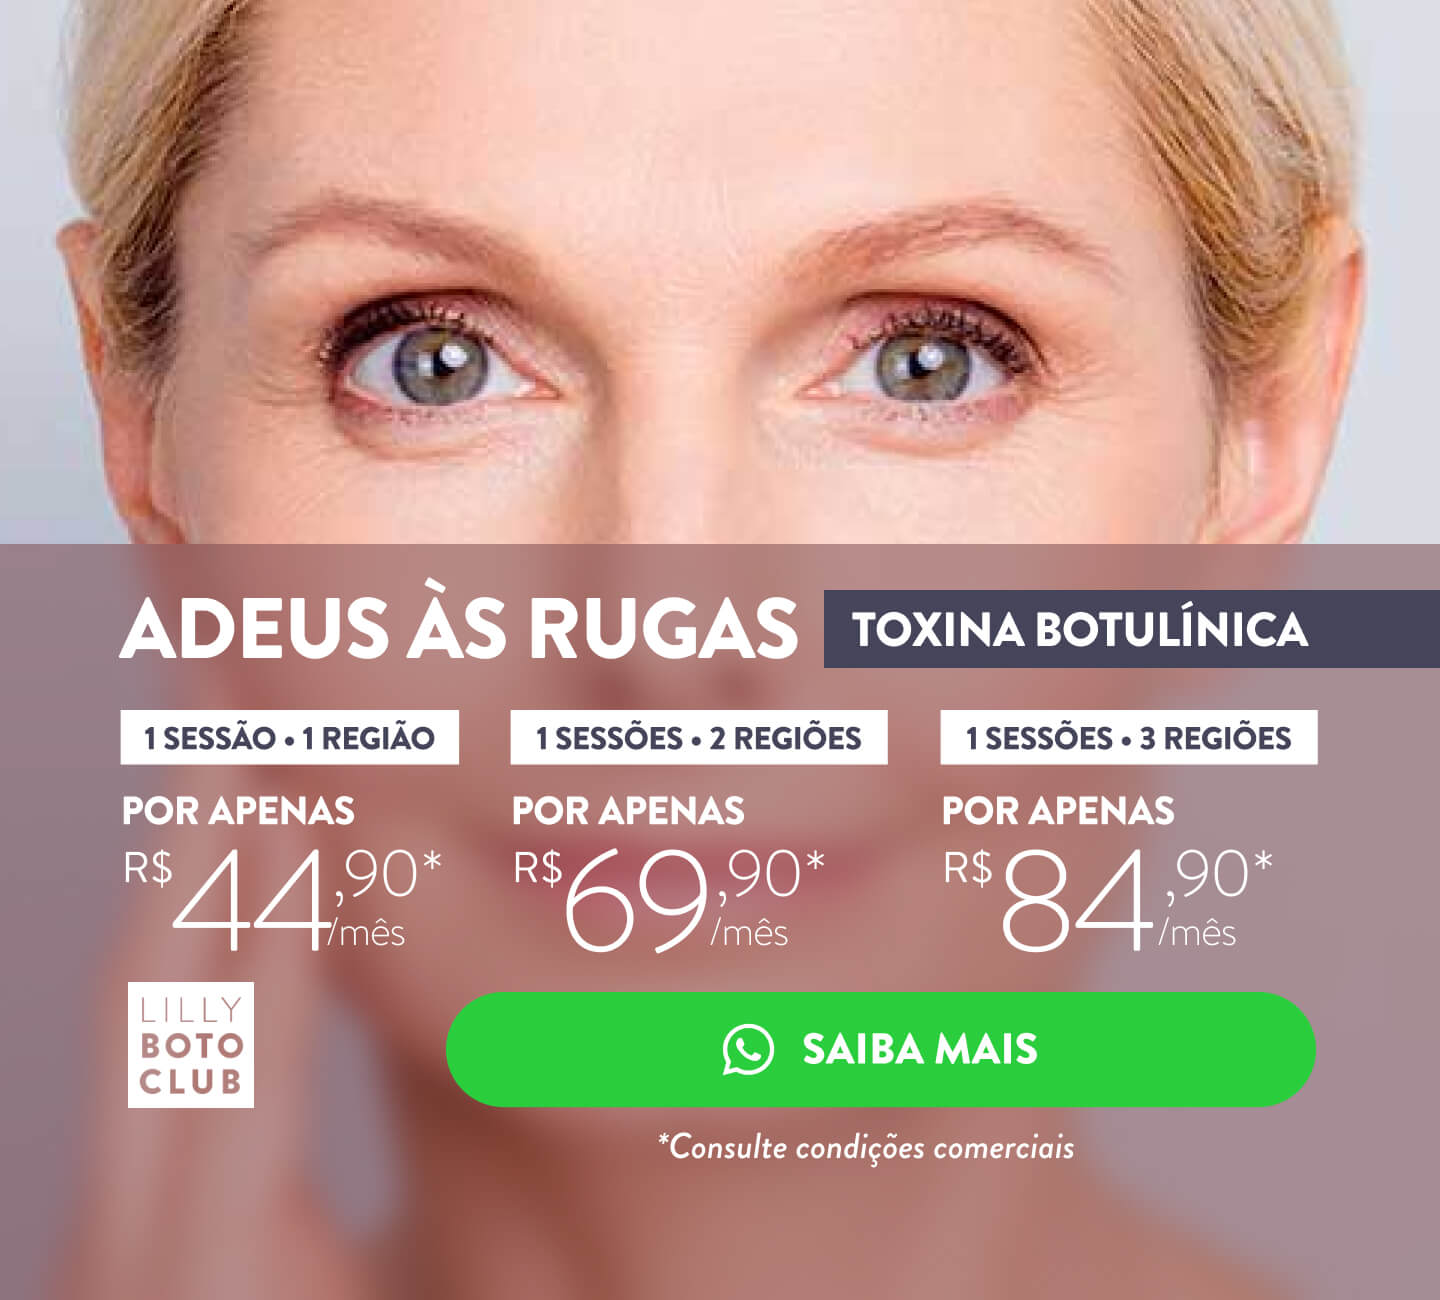 ADEUS ÀS RUGAS
TOXINA BOTULÍNICA
1 SESSÃO • 1 REGIÃO
POR APENAS
R$44,90*
/mês
1 SESSÕES • 2 REGIÕES
POR APENAS
R$69,90*
/mês
1 SESSÕES • 3 REGIÕES
POR APENAS
R$84,90*
/mês
LILLY
BOTO
CLUB
SAIBA MAIS
*Consulte condições comerciais